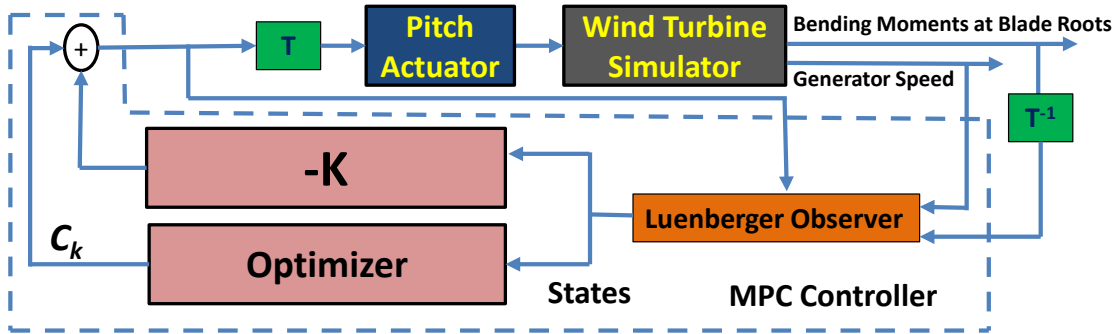 Bending Moments at Blade Roots
+
T
Pitch
Actuator
Wind Turbine
Simulator
Generator Speed
T-1
-K
Luenberger Observer
Ck
Optimizer
States
MPC Controller